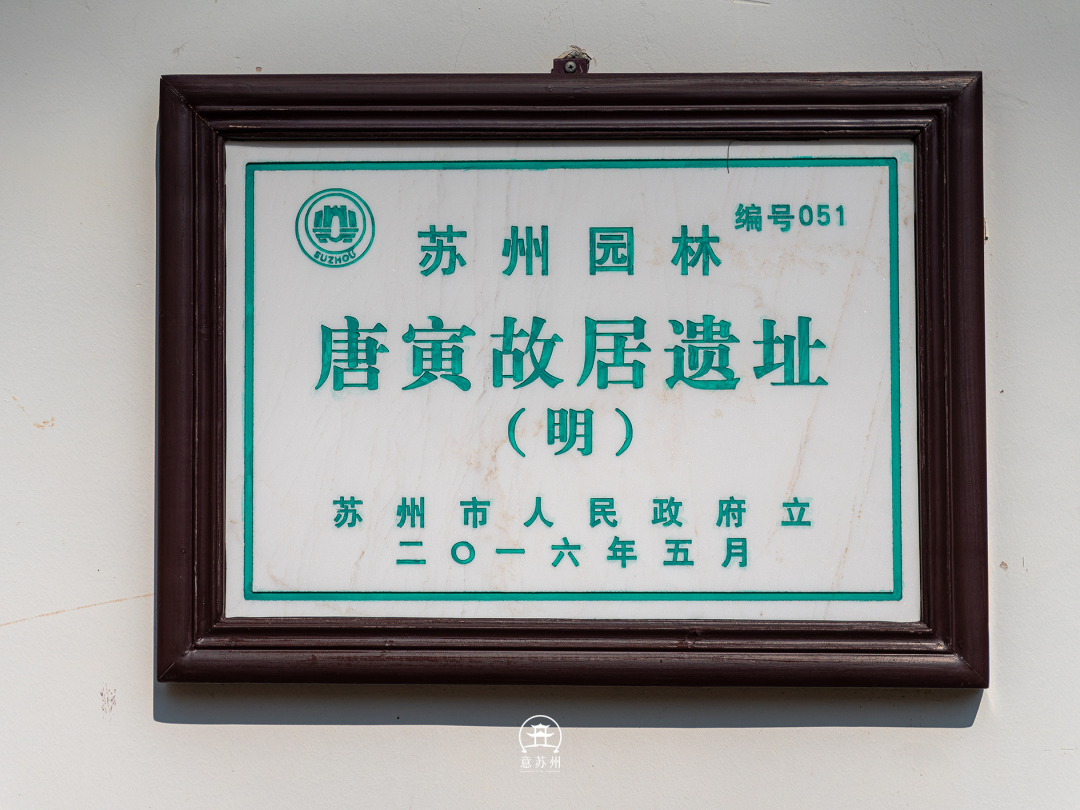 SUZHOU
苏州园林
编号051
唐寅故居遗址
（明）
苏州市人民政府立
二〇一六年五月
意苏州